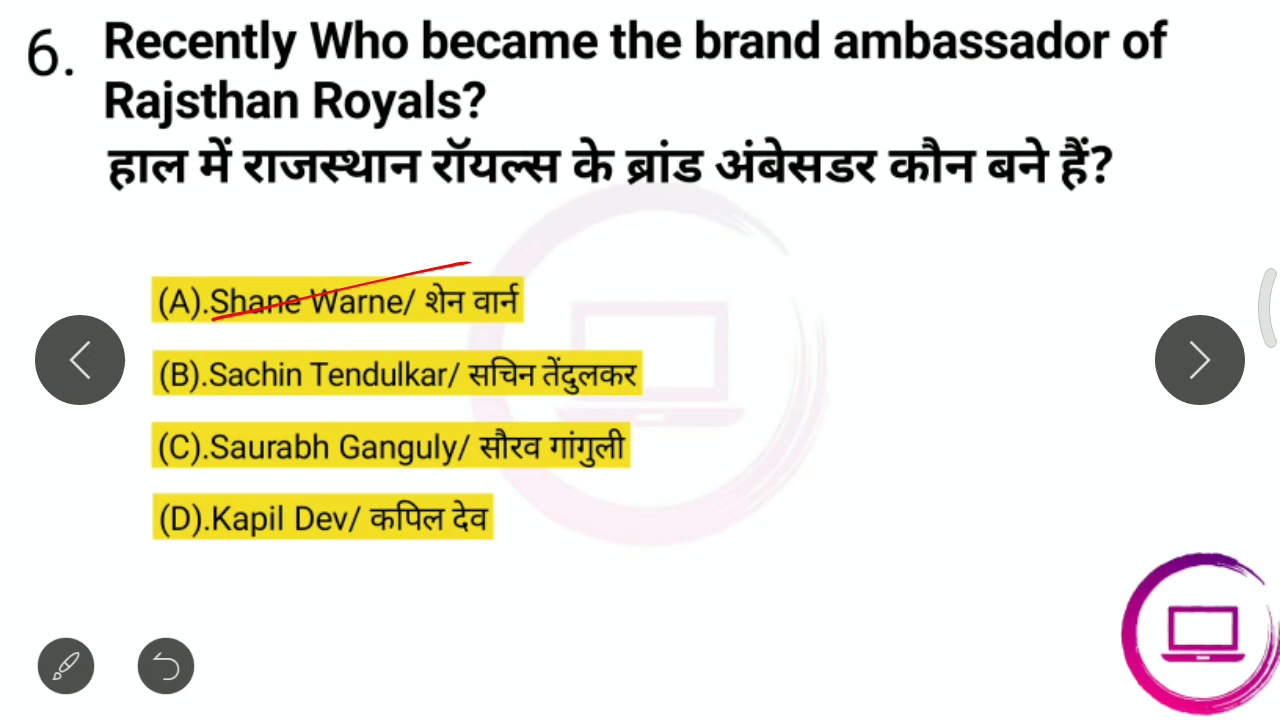 6. Recently Who became the brand ambassador of
Rajsthan Royals?
हाल में राजस्थान रॉयल्स के ब्रांड अंबेसडर कौन बने हैं?
(A).Shane Warne/ शेन वार्न
(B).Sachin Tendulkar/ सचिन तेंदुलकर
(C).Saurabh Ganguly/ सौरव गांगुली
(D).Kapil Dev/ कपिल देव